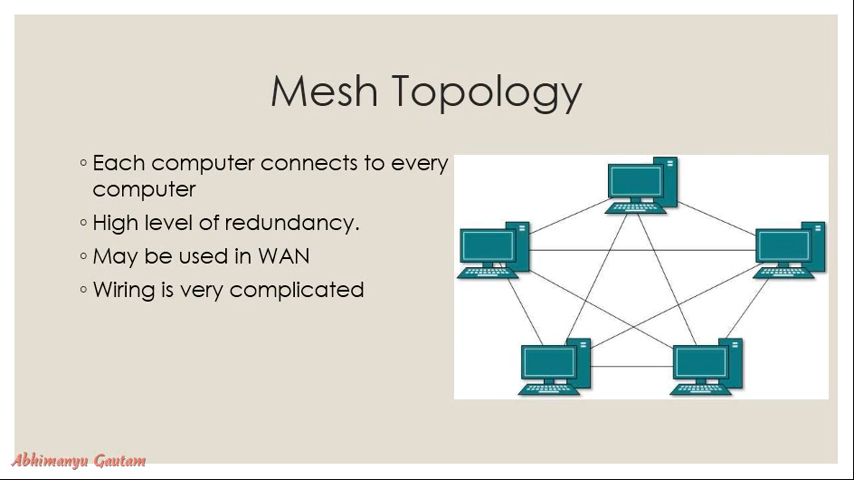 Mesh Topology
◦ Each computer connects to every
computer
◦ High level of redundancy.
◦ May be used in WAN
◦ Wiring is very complicated
Abhimanyu Gautam